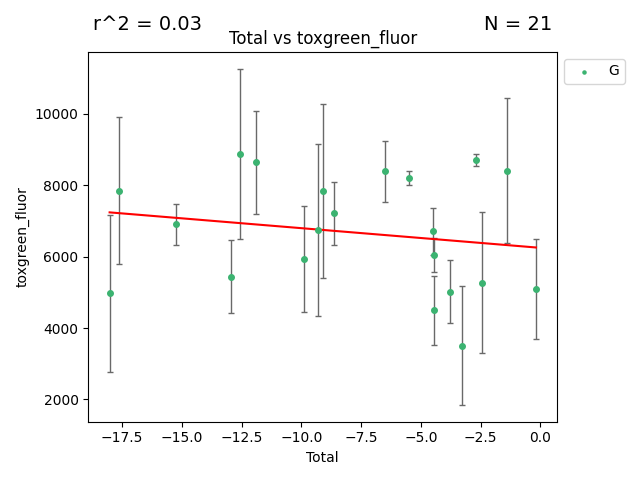 r^2 = 0.03
N = 21
Total vs toxgreen_fluor
G
10000
8000
6000
4000
2000
toxgreen_fluor
−17.5 −15.0 −12.5 −10.0 −7.5 −5.0 −2.5 0.0
Total